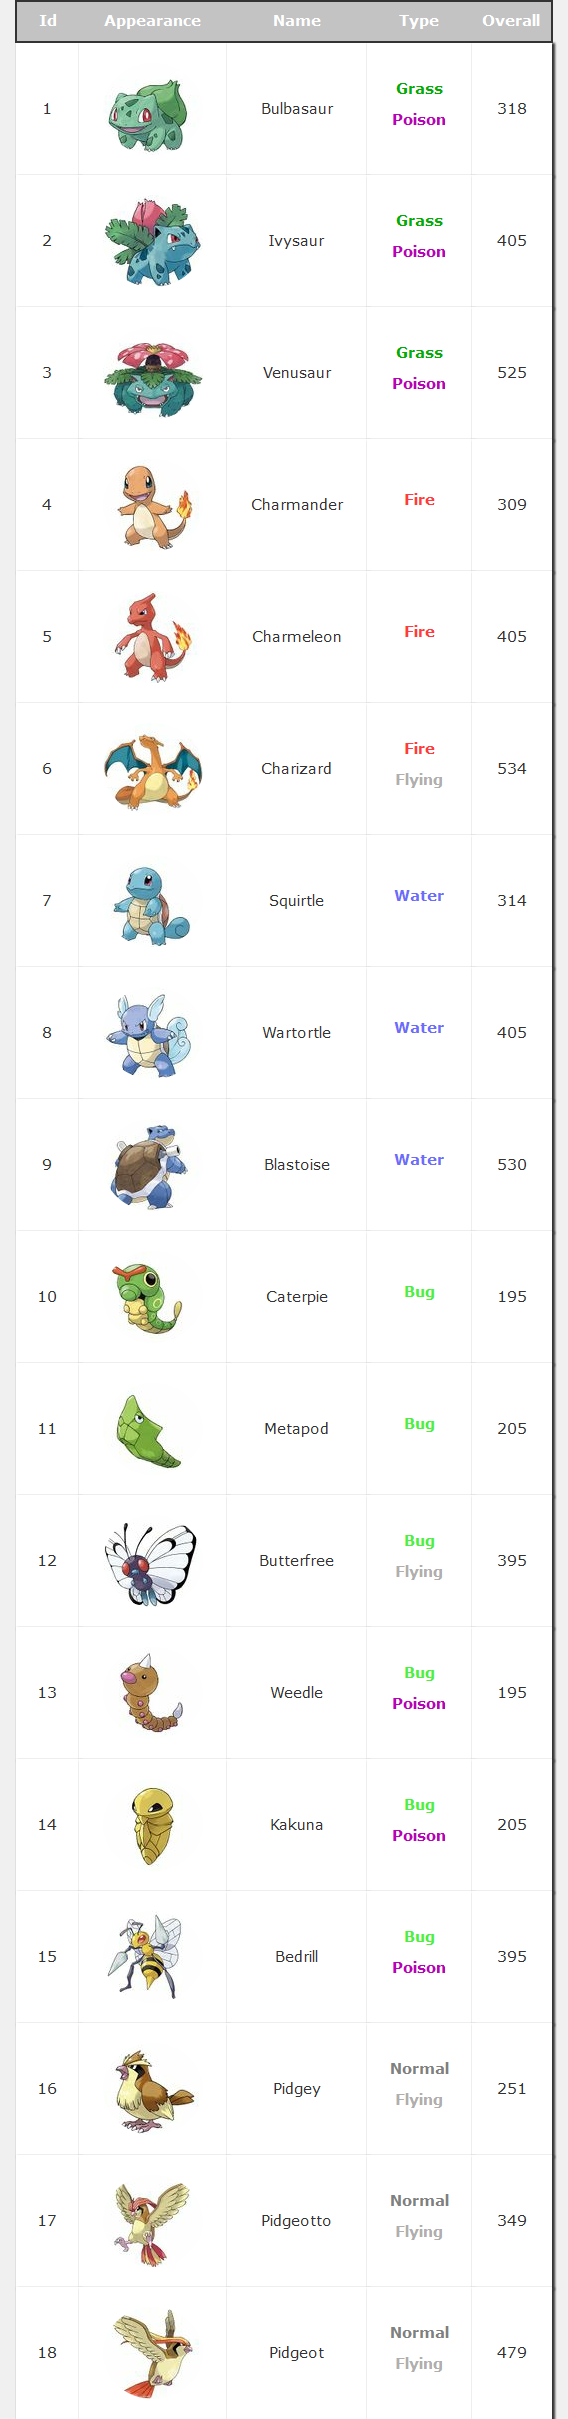 Id Appearance Name Type Overall
1 Bulbasaur Grass 318
Poison
2 Ivysaur Grass 405
Poison
3 Venusaur Grass 525
Poison
4 Charmander Fire 309
5 Charmeleon Fire 405
6 Charizard Fire 534
Flying
7 Squirtle Water 314
8 Wartortle Water 405
9 Blastoise Water 530
10 Caterpie Bug 195
11 Metapod Bug 205
12 Butterfree Bug 395
Flying
13 Weedle Bug 195
Poison
14 Kakuna Bug 205
Poison
15 Bedrill Bug 395
Poison
16 Pidgey Normal 251
Flying
17 Pidgeotto Normal 349
Flying
18 Pidgeot Normal 479
Flying